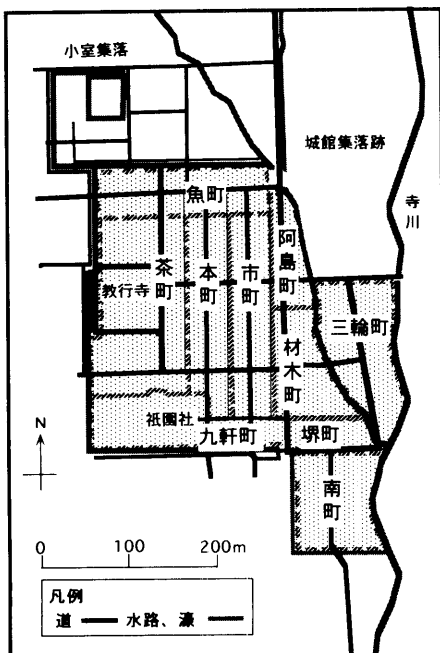 小室集落
城館集落跡
寺川
魚町
阿島町
茶町
本町
市町
教行寺
三輪町
材木町
祇園社
九軒町
堺町
南町
N
0 100 200m
凡例
道 水路、濠